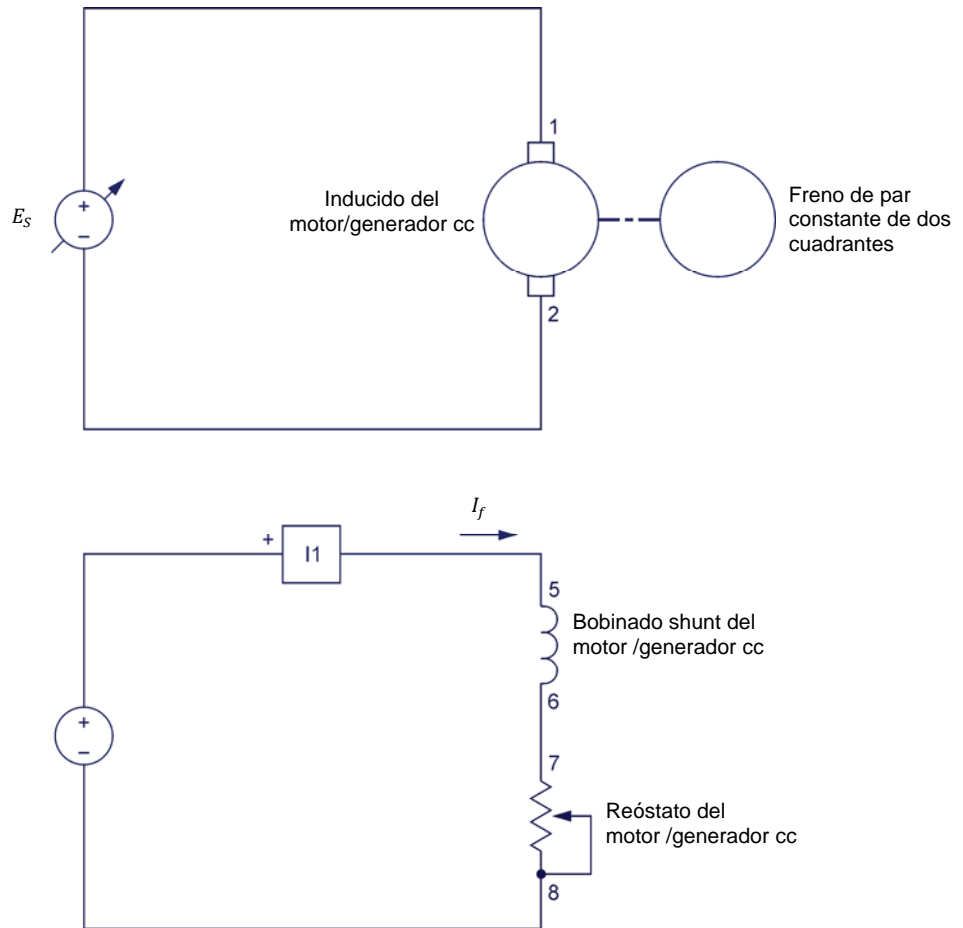 1
Inducido del
motor/generador cc
Freno de par
constante de dos
cuadrantes
E_S
+
−
2
I_f
+
I1
5
Bobinado shunt del
motor /generador cc
6
+
−
7
Reóstato del
motor /generador cc
8